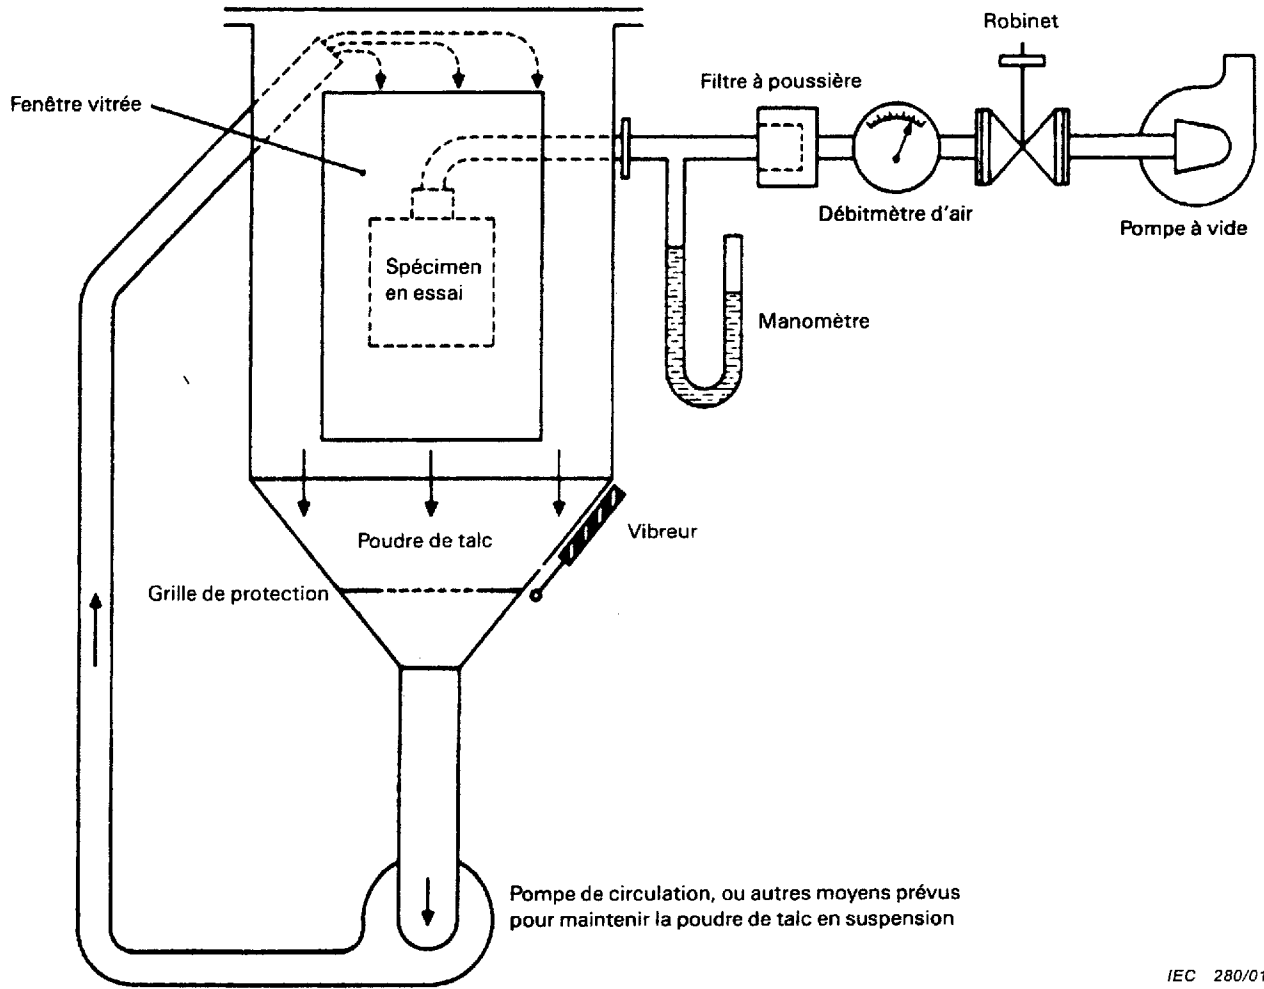 Robinet
Filtre à poussière
Fenêtre vitrée
Débitmètre d'air
Pompe à vide
Spécimen
en essai
Manomètre
Vibreur
Poudre de talc
Grille de protection
Pompe de circulation, ou autres moyens prévus
pour maintenir la poudre de talc en suspension
IEC 280/01